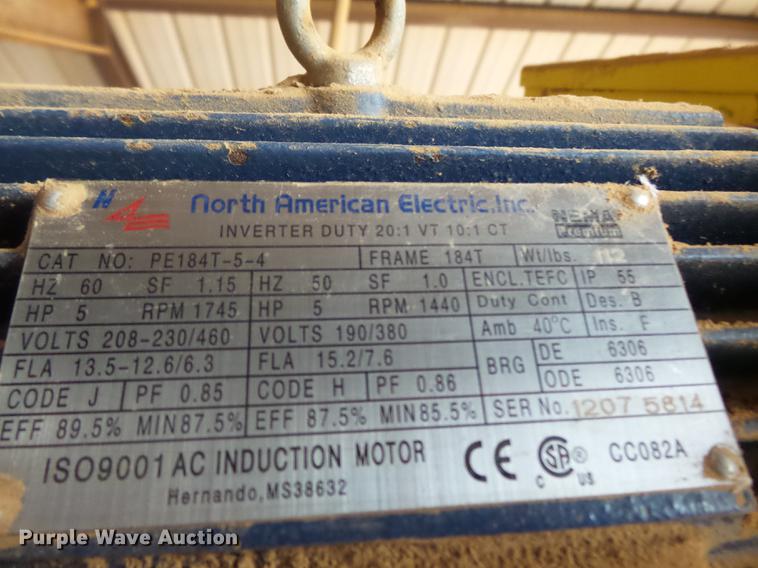 North American Electric, Inc.
NEMA Premium
INVERTER DUTY 20:1 VT 10:1 CT
CAT NO: PE184T-5-4 FRAME 184T Wt/lbs.
HZ 60 SF 1.15 HZ 50 SF 1.0 ENCL.TEFC IP 55
HP 5 RPM 1745 HP 5 RPM 1440 Duty Cont Des. B
VOLTS 208-230/460 VOLTS 190/380 Amb 40°C Ins. F
FLA 13.5-12.6/6.3 FLA 15.2/7.6 BRG DE 6306
CODE J PF 0.85 CODE H PF 0.86 ODE 6306
EFF 89.5% MIN87.5% EFF 87.5% MIN85.5% SER No. 1207 5814
ISO9001 AC INDUCTION MOTOR CE C SA® US CC082A
Hernando, MS38632
Purple Wave Auction